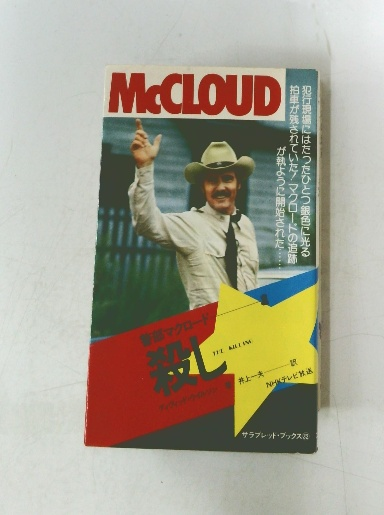 McCLOUD
犯行現場にはたったひとつ銀色に光る
拍車が残されていた！マクロードの追跡
が執ように開始された……
警部マクロード
殺し
THE KILLING
井上一夫━━訳
NHKテレビ放送
サラブレッド・ブックス